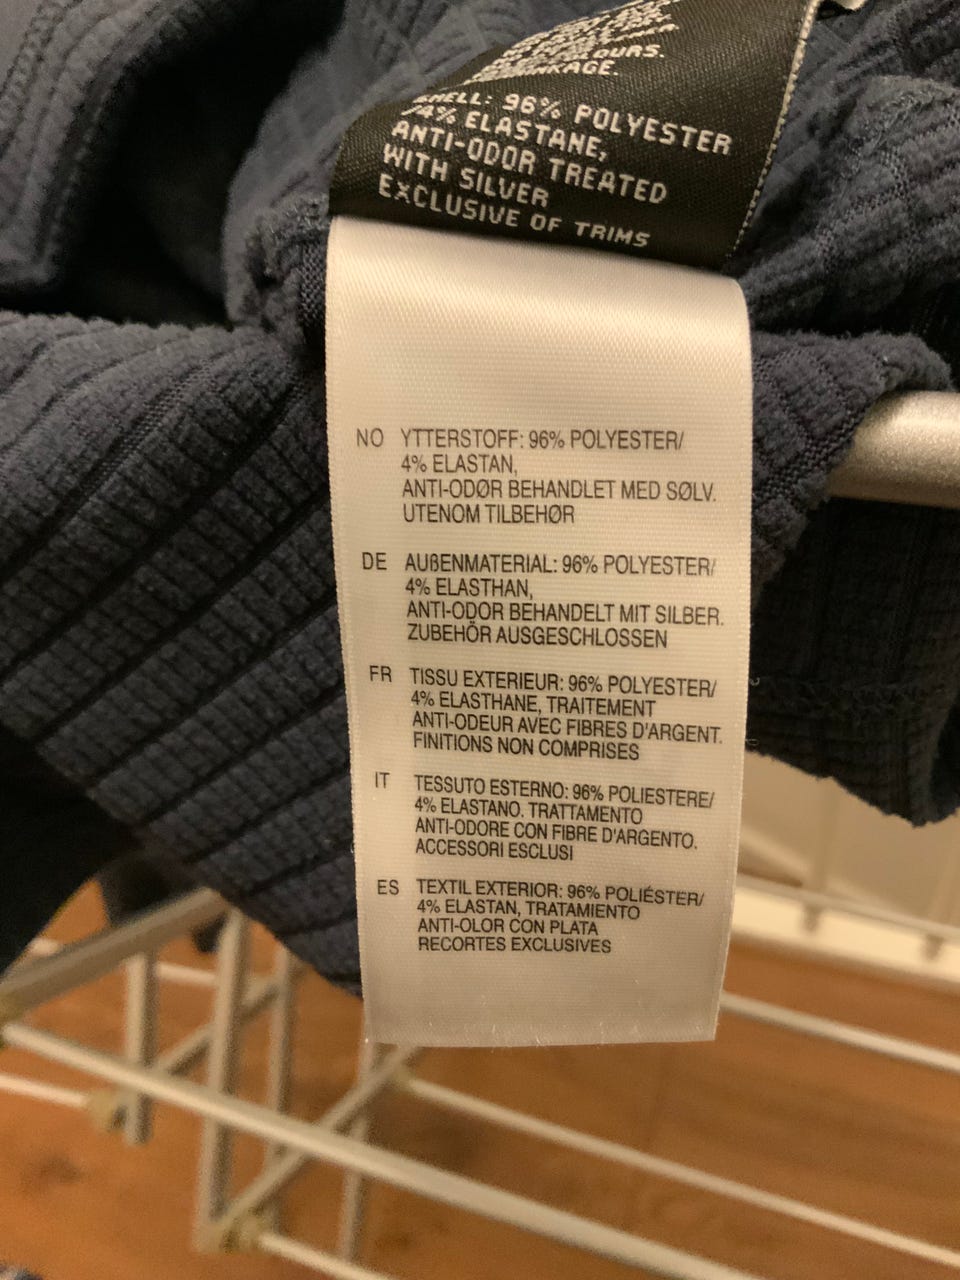 SHELL: 96% POLYESTER
/4% ELASTANE,
ANTI-ODOR TREATED
WITH SILVER
EXCLUSIVE OF TRIMS
NO YTTERSTOFF: 96% POLYESTER/
4% ELASTAN,
ANTI-ODØR BEHANDLET MED SØLV.
UTENOM TILBEHØR
DE AUßENMATERIAL: 96% POLYESTER/
4% ELASTHAN,
ANTI-ODOR BEHANDELT MIT SILBER.
ZUBEHÖR AUSGESCHLOSSEN
FR TISSU EXTERIEUR: 96% POLYESTER/
4% ELASTHANE, TRAITEMENT
ANTI-ODEUR AVEC FIBRES D'ARGENT.
FINITIONS NON COMPRISES
IT TESSUTO ESTERNO: 96% POLIESTERE/
4% ELASTANO. TRATTAMENTO
ANTI-ODORE CON FIBRE D'ARGENTO.
ACCESSORI ESCLUSI
ES TEXTIL EXTERIOR: 96% POLIÉSTER/
4% ELASTAN, TRATAMIENTO
ANTI-OLOR CON PLATA
RECORTES EXCLUSIVES